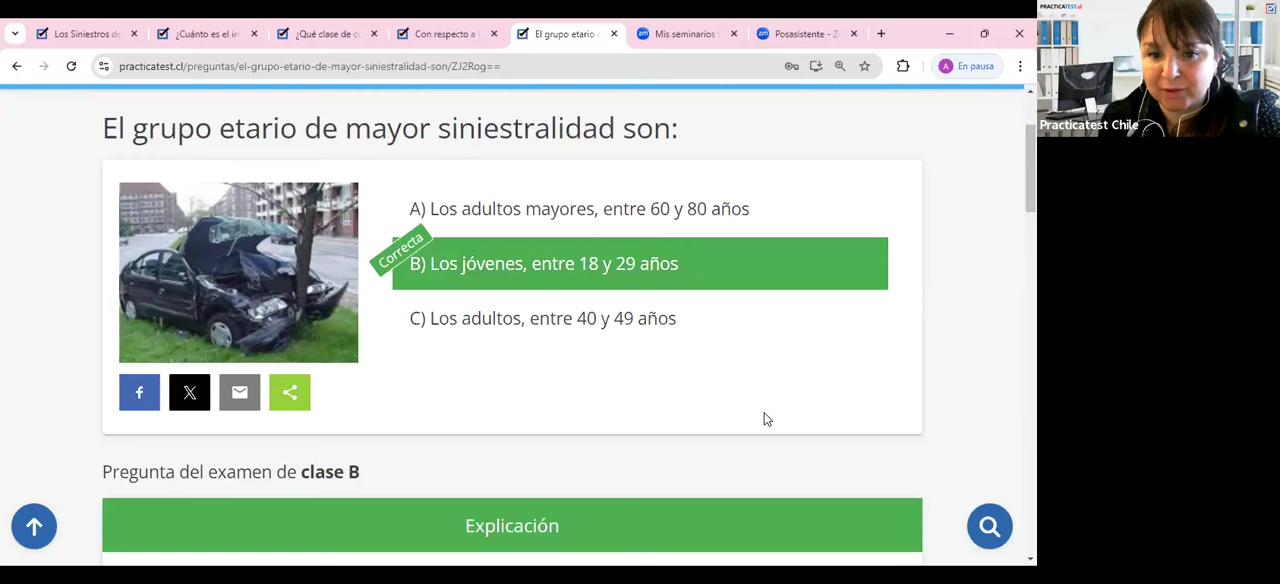 Los Siniestros de
¿Cuánto es el im
¿Qué clase de co
Con respecto a l
El grupo etario d
Mis seminarios w
Posasistente - Zo
practicatest.cl/preguntas/el-grupo-etario-de-mayor-siniestralidad-son/ZJ2Rog==
A
En pausa
PRACTICATEST.cl
Practicatest Chile
El grupo etario de mayor siniestralidad son:
A) Los adultos mayores, entre 60 y 80 años
Correcta
B) Los jóvenes, entre 18 y 29 años
C) Los adultos, entre 40 y 49 años
Pregunta del examen de clase B
Explicación